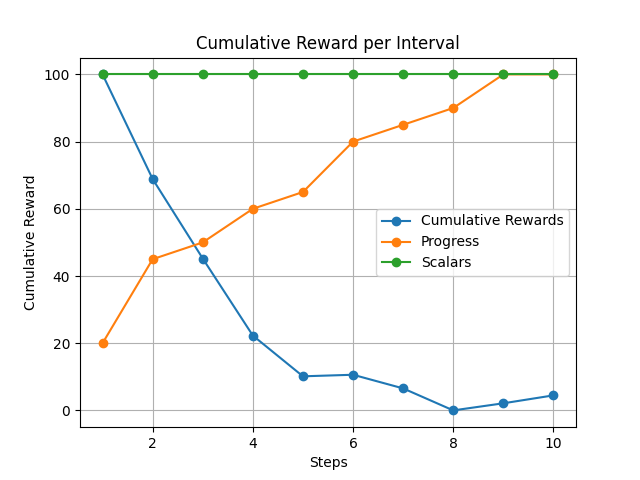 Cumulative Reward per Interval
Cumulative Reward
100
80
60
40
20
0
Cumulative Rewards
Progress
Scalars
2 4 6 8 10
Steps